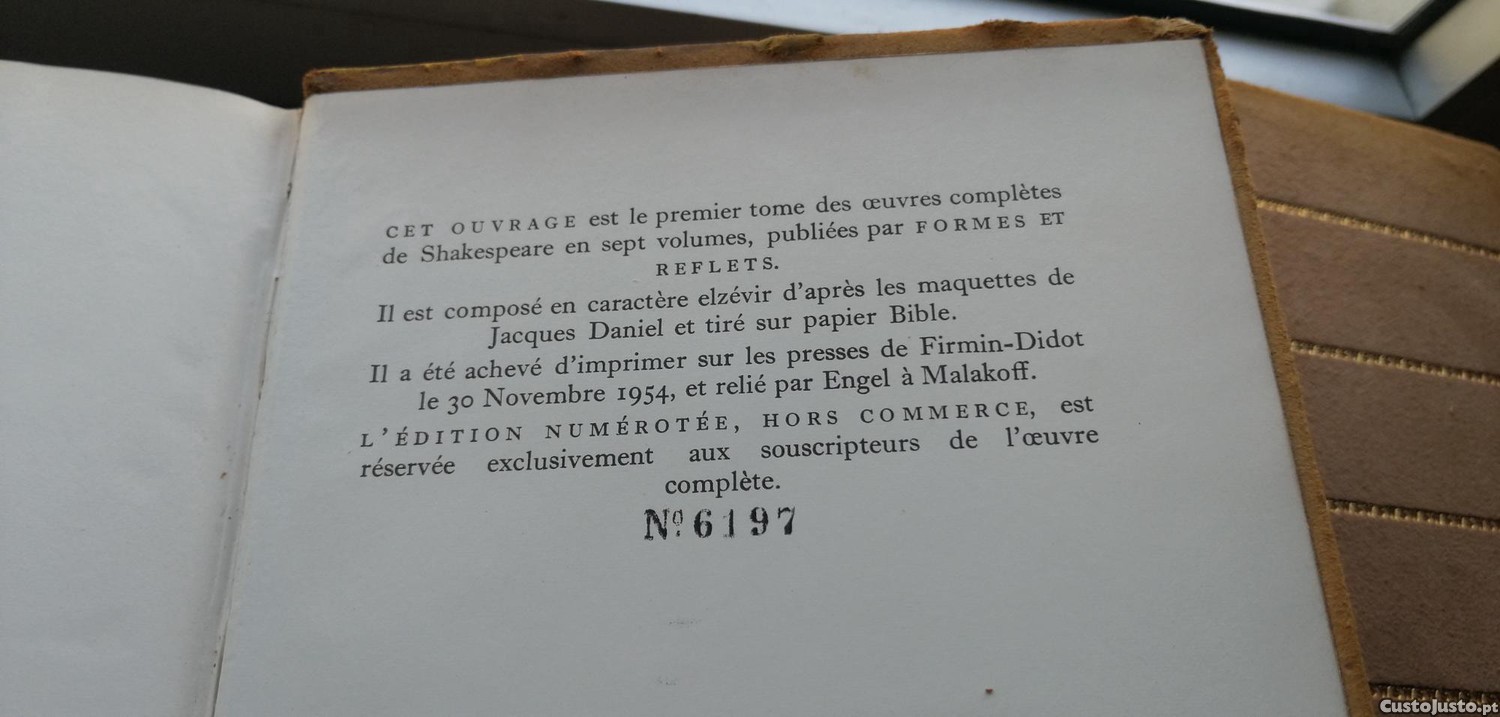 CET OUVRAGE est le premier tome des œuvres complètes
de Shakespeare en sept volumes, publiées par FORMES ET
REFLETS.
Il est composé en caractère elzévir d'après les maquettes de
Jacques Daniel et tiré sur papier Bible.
Il a été achevé d'imprimer sur les presses de Firmin-Didot
le 30 Novembre 1954, et relié par Engel à Malakoff.
L'ÉDITION NUMÉROTÉE, HORS COMMERCE, est
réservée exclusivement aux souscripteurs de l'œuvre
complète.
Nº 6197
CustoJusto.pt